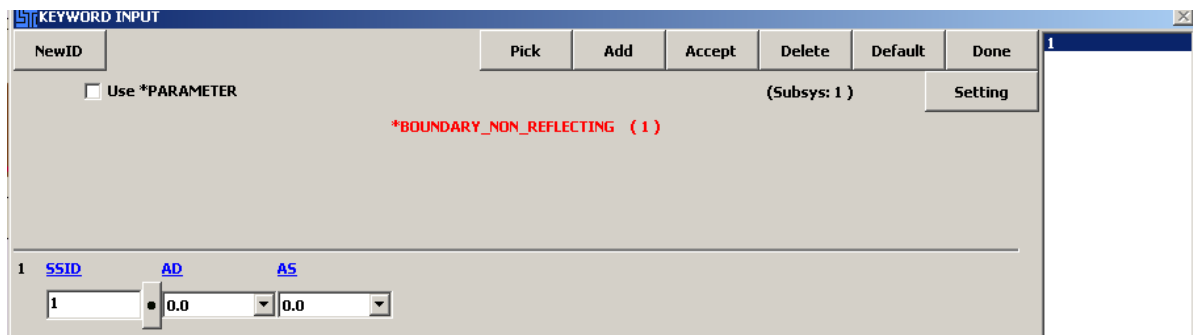 KEYWORD INPUT
NewID Pick Add Accept Delete Default Done 1
Use *PARAMETER (Subsys: 1 ) Setting
*BOUNDARY_NON_REFLECTING ( 1 )
1 SSID AD AS
1 0.0 0.0